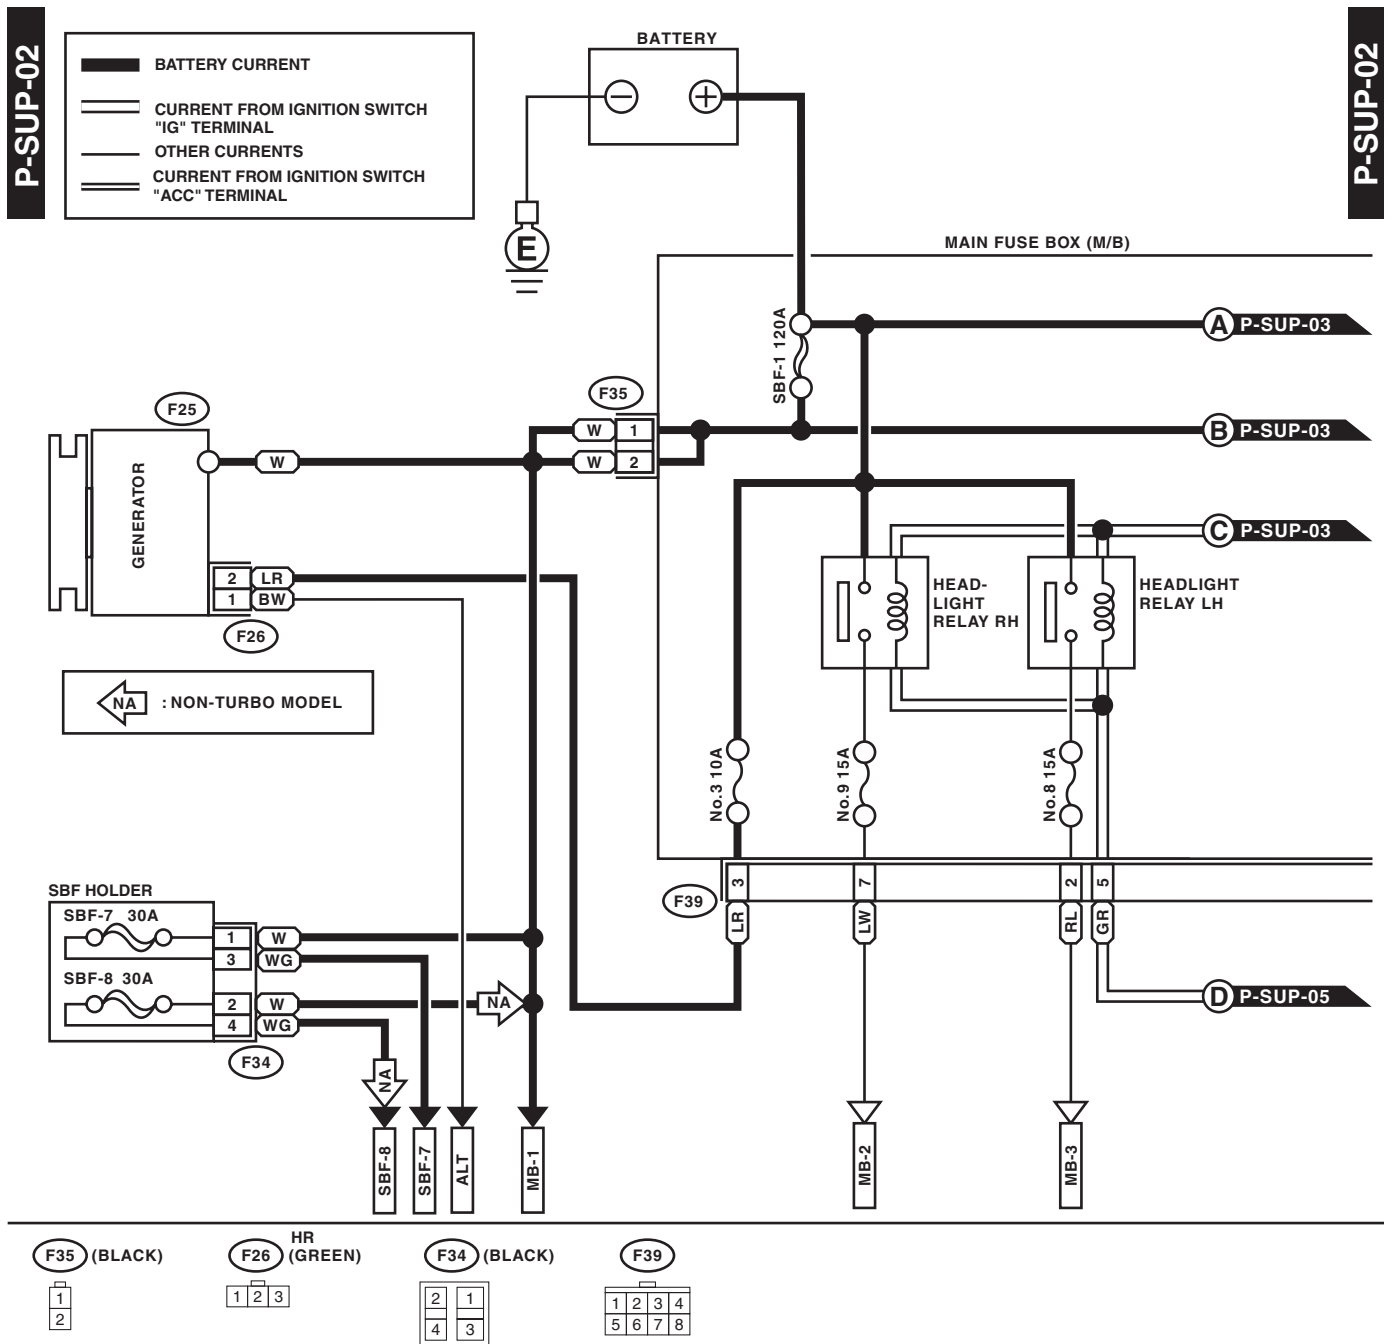 P-SUP-02
P-SUP-02
BATTERY CURRENT
CURRENT FROM IGNITION SWITCH
"IG" TERMINAL
OTHER CURRENTS
CURRENT FROM IGNITION SWITCH
"ACC" TERMINAL
BATTERY
−
+
E
MAIN FUSE BOX (M/B)
SBF-1 120A
A P-SUP-03
F35
F25
W 1
B P-SUP-03
W
W 2
GENERATOR
C P-SUP-03
2 LR
1 BW
F26
HEAD-
LIGHT
RELAY RH
HEADLIGHT
RELAY LH
NA : NON-TURBO MODEL
No.3 10A
No.9 15A
No.8 15A
F39
3
7
2
5
LR
LW
RL
GR
SBF HOLDER
SBF-7 30A
1 W
3 WG
SBF-8 30A
2 W
NA
4 WG
D P-SUP-05
F34
NA
SBF-8
SBF-7
ALT
MB-1
MB-2
MB-3
F35 (BLACK)
F26
HR
(GREEN)
F34 (BLACK)
F39
1
2
1 2 3
2 1
4 3
1 2 3 4
5 6 7 8